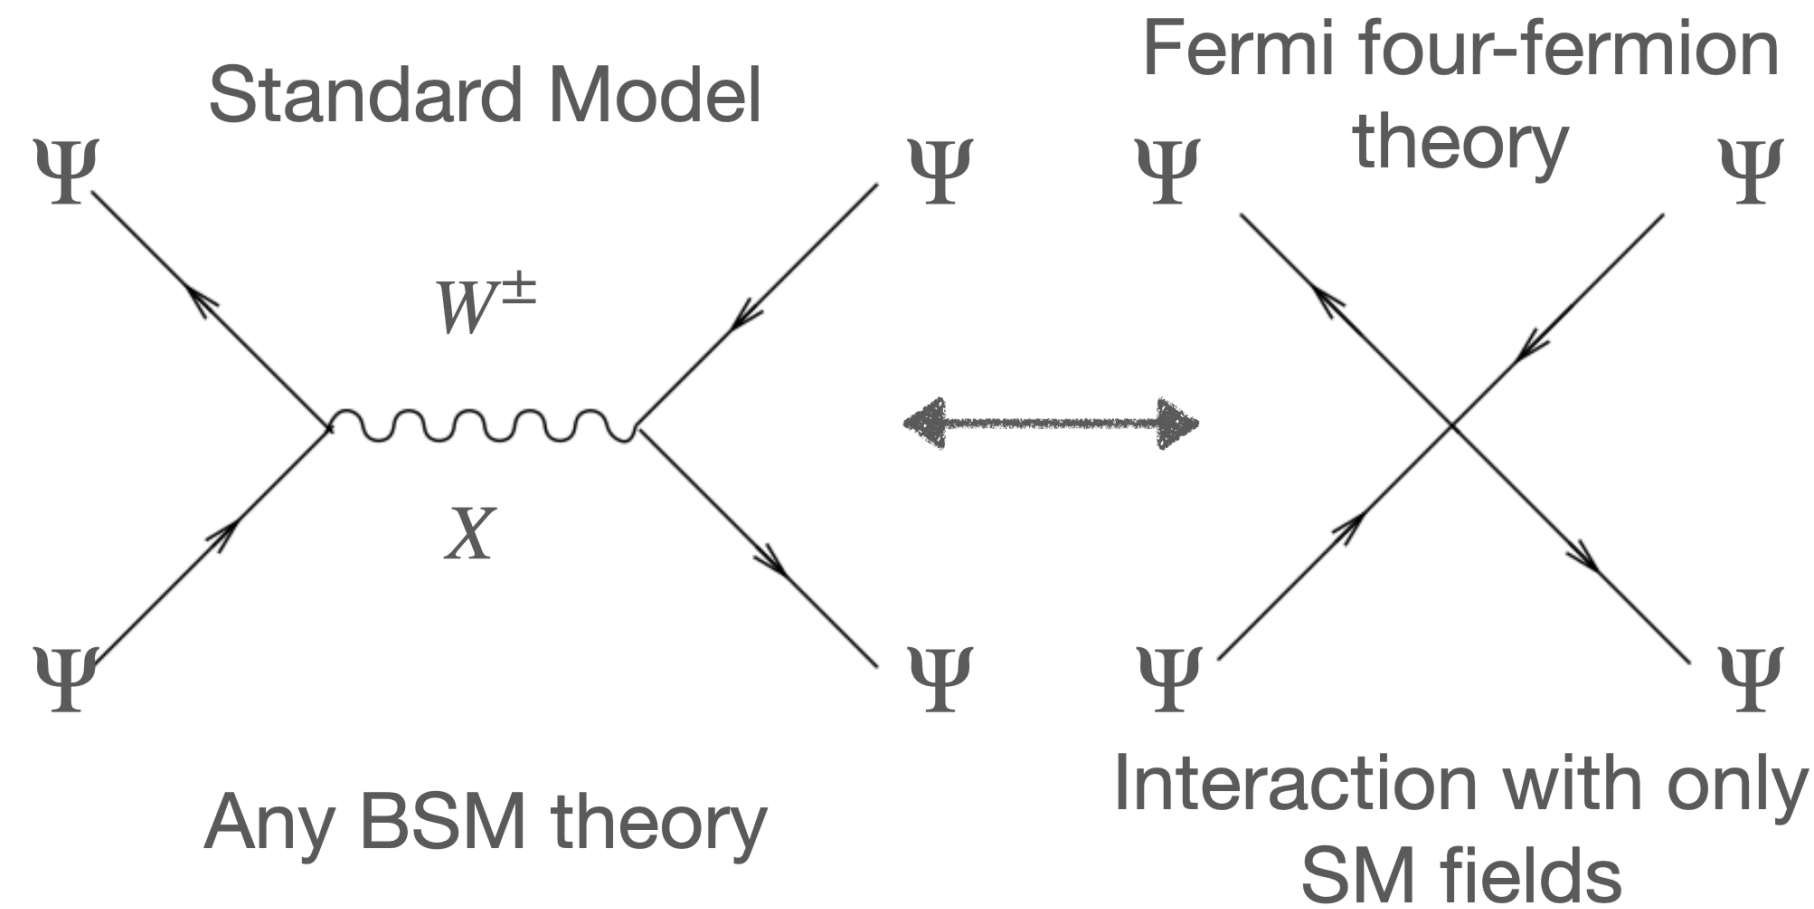 Standard Model
Ψ
Ψ
W±
X
Ψ
Ψ
Any BSM theory
Fermi four-fermion
theory
Ψ
Ψ
Ψ
Ψ
Interaction with only
SM fields